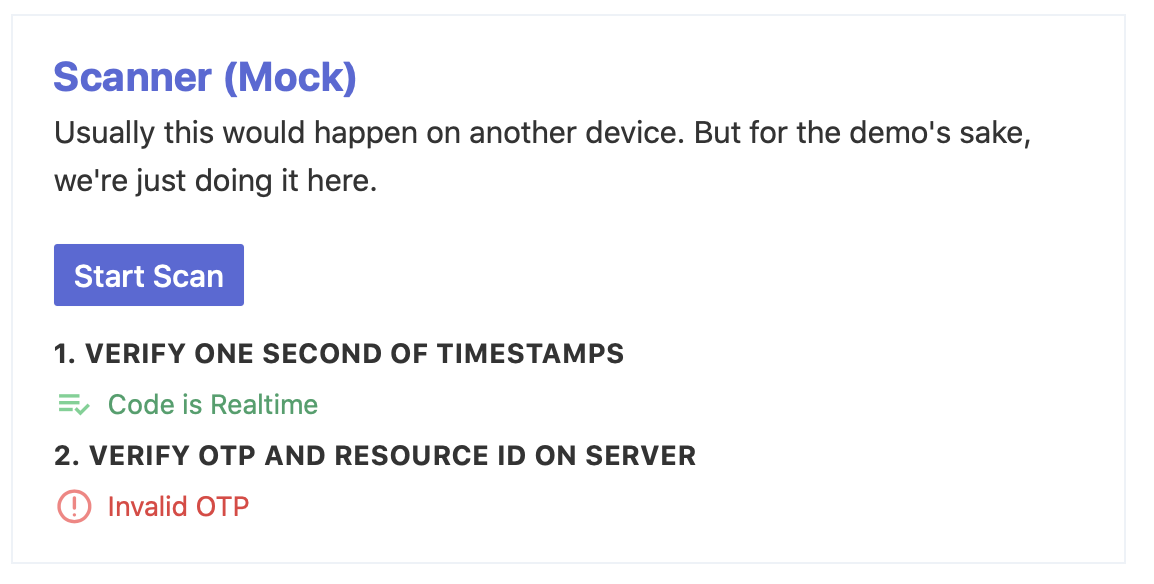 Scanner (Mock)
Usually this would happen on another device. But for the demo's sake,
we're just doing it here.
Start Scan
1. VERIFY ONE SECOND OF TIMESTAMPS
Code is Realtime
2. VERIFY OTP AND RESOURCE ID ON SERVER
Invalid OTP